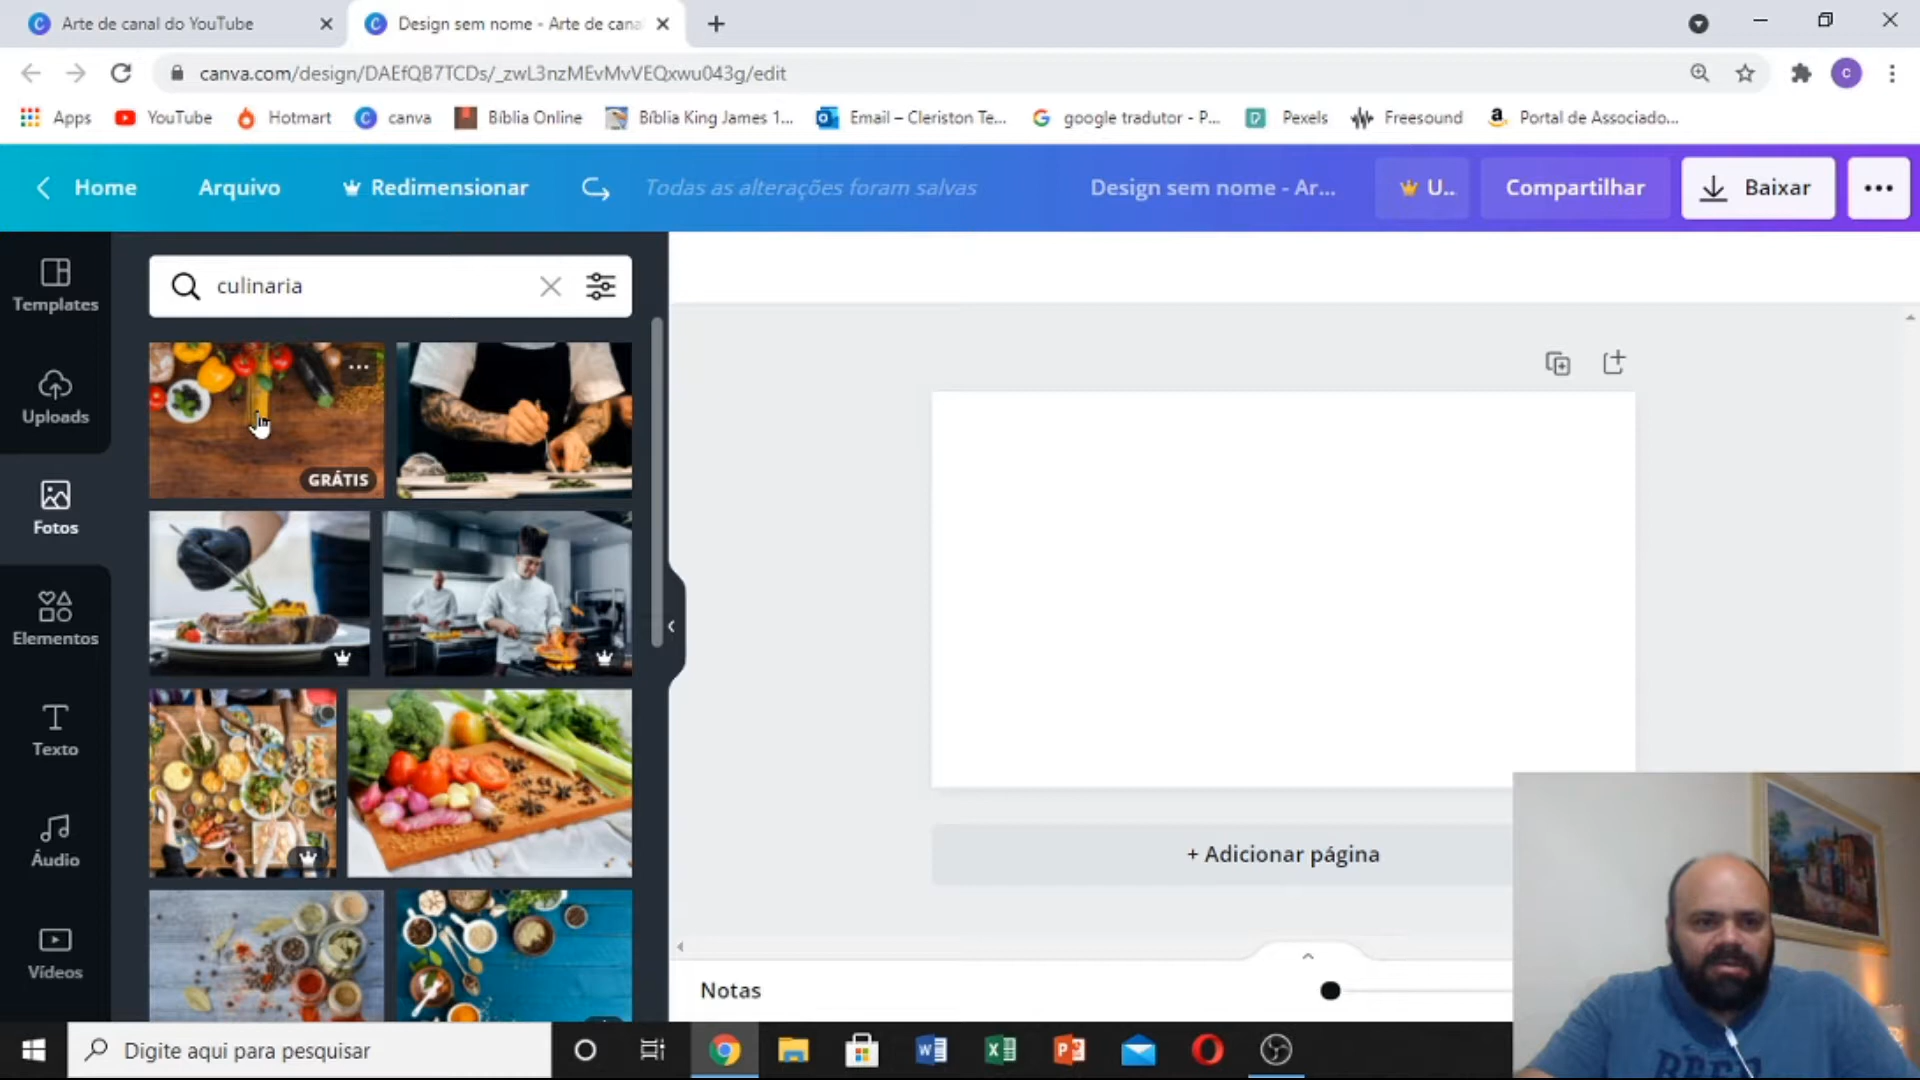 Arte de canal do YouTube
Design sem nome - Arte de cana
canva.com/design/DAEfQB7TCDs/_zwL3nzMEvMvVEQxwu043g/edit
C
Apps
YouTube
Hotmart
canva
Bíblia Online
Bíblia King James 1...
Email – Cleriston Te...
google tradutor - P...
Pexels
Freesound
Portal de Associado...
Home
Arquivo
Redimensionar
Todas as alterações foram salvas
Design sem nome - Ar...
U..
Compartilhar
Baixar
culinaria
Templates
Uploads
Fotos
Elementos
Texto
Áudio
Vídeos
GRÁTIS
+ Adicionar página
Notas
Digite aqui para pesquisar